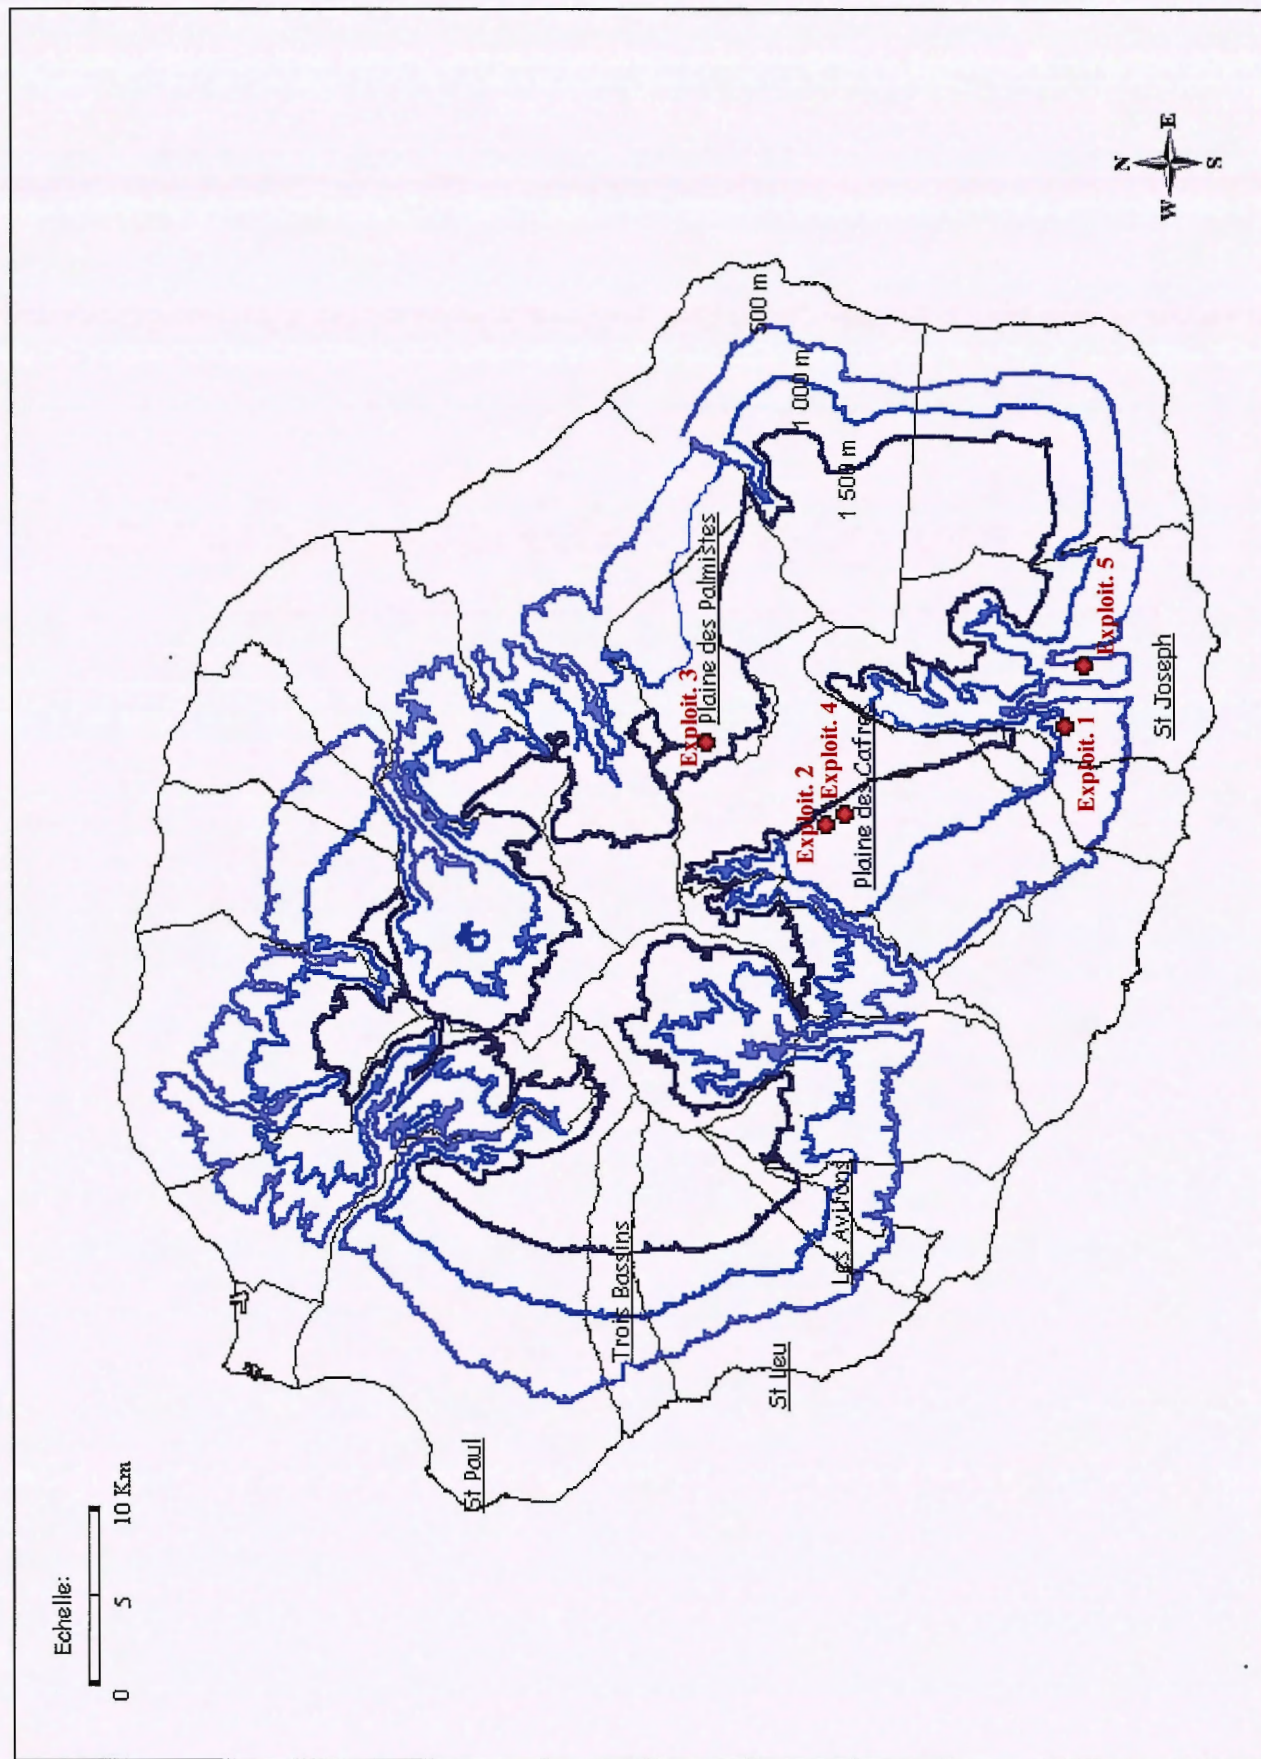 Echelle:
0 5 10 Km
N
W E
S
St Paul
Trois Bassins
St Leu
Les Avirons
Exploit. 3
Plaine des Palmistes
500 m
1 000 m
1 500 m
Exploit. 2
Exploit. 4
Plaine des Cafres
Exploit. 1
Exploit. 5
St Joseph